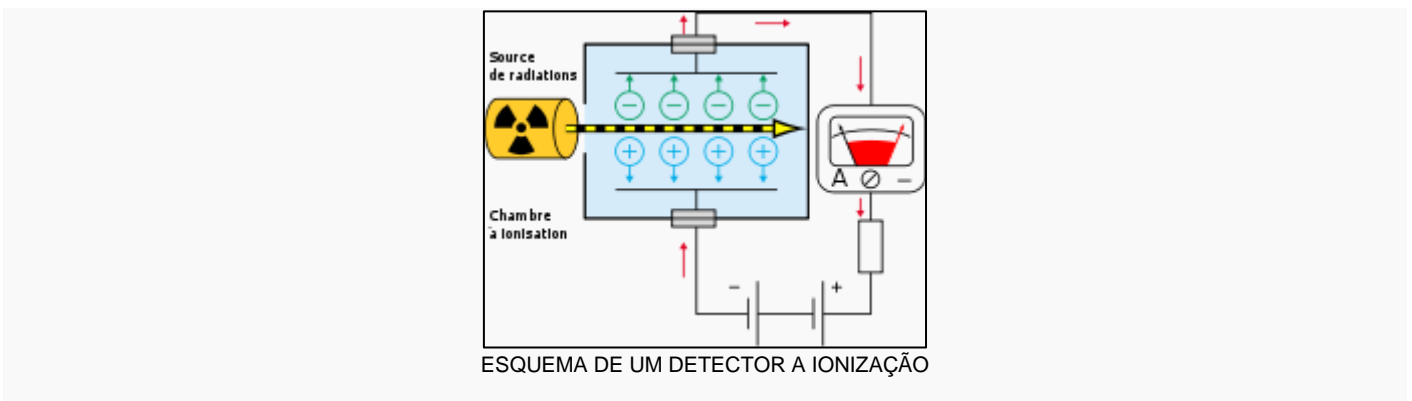 Source
de radiations
Chambre
à ionisation
A
−
−
+
− − − −
+ + + +
ESQUEMA DE UM DETECTOR A IONIZAÇÃO